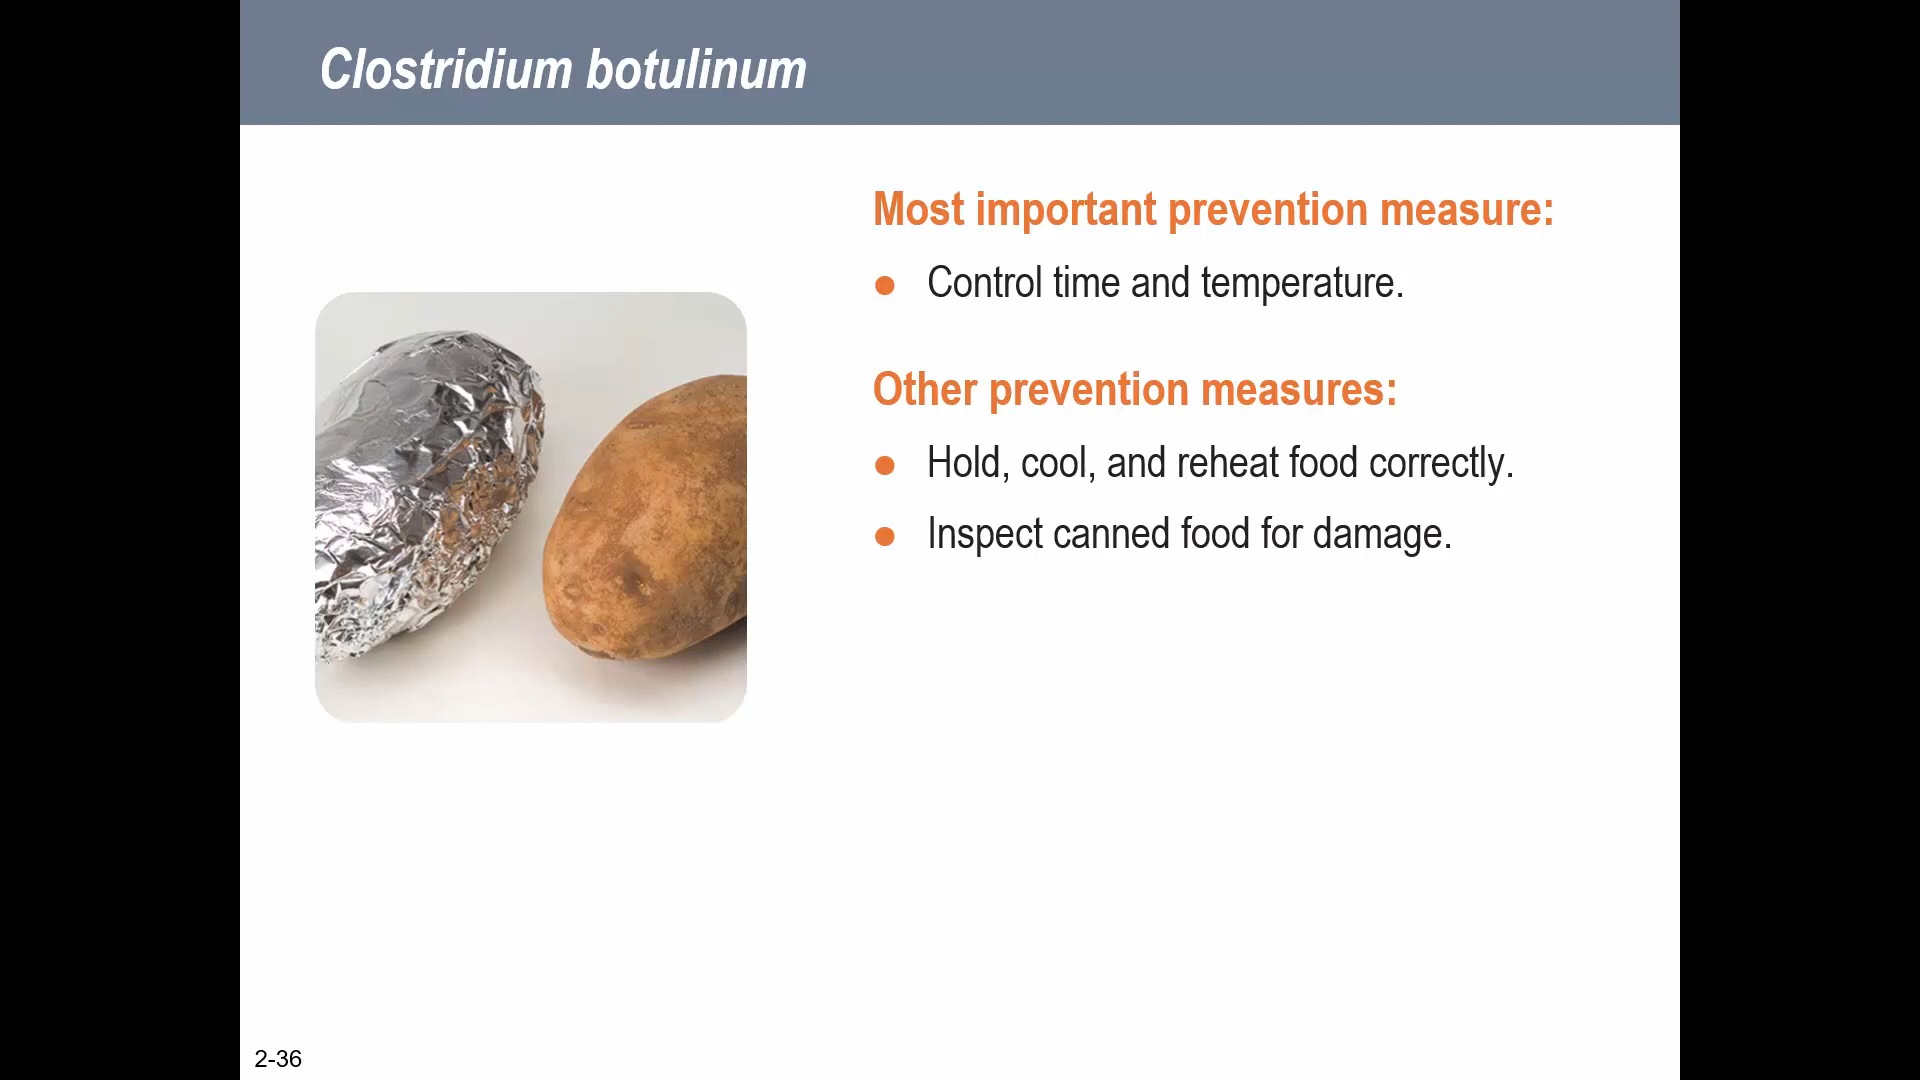 Clostridium botulinum
Most important prevention measure:
● Control time and temperature.
Other prevention measures:
● Hold, cool, and reheat food correctly.
● Inspect canned food for damage.
2-36